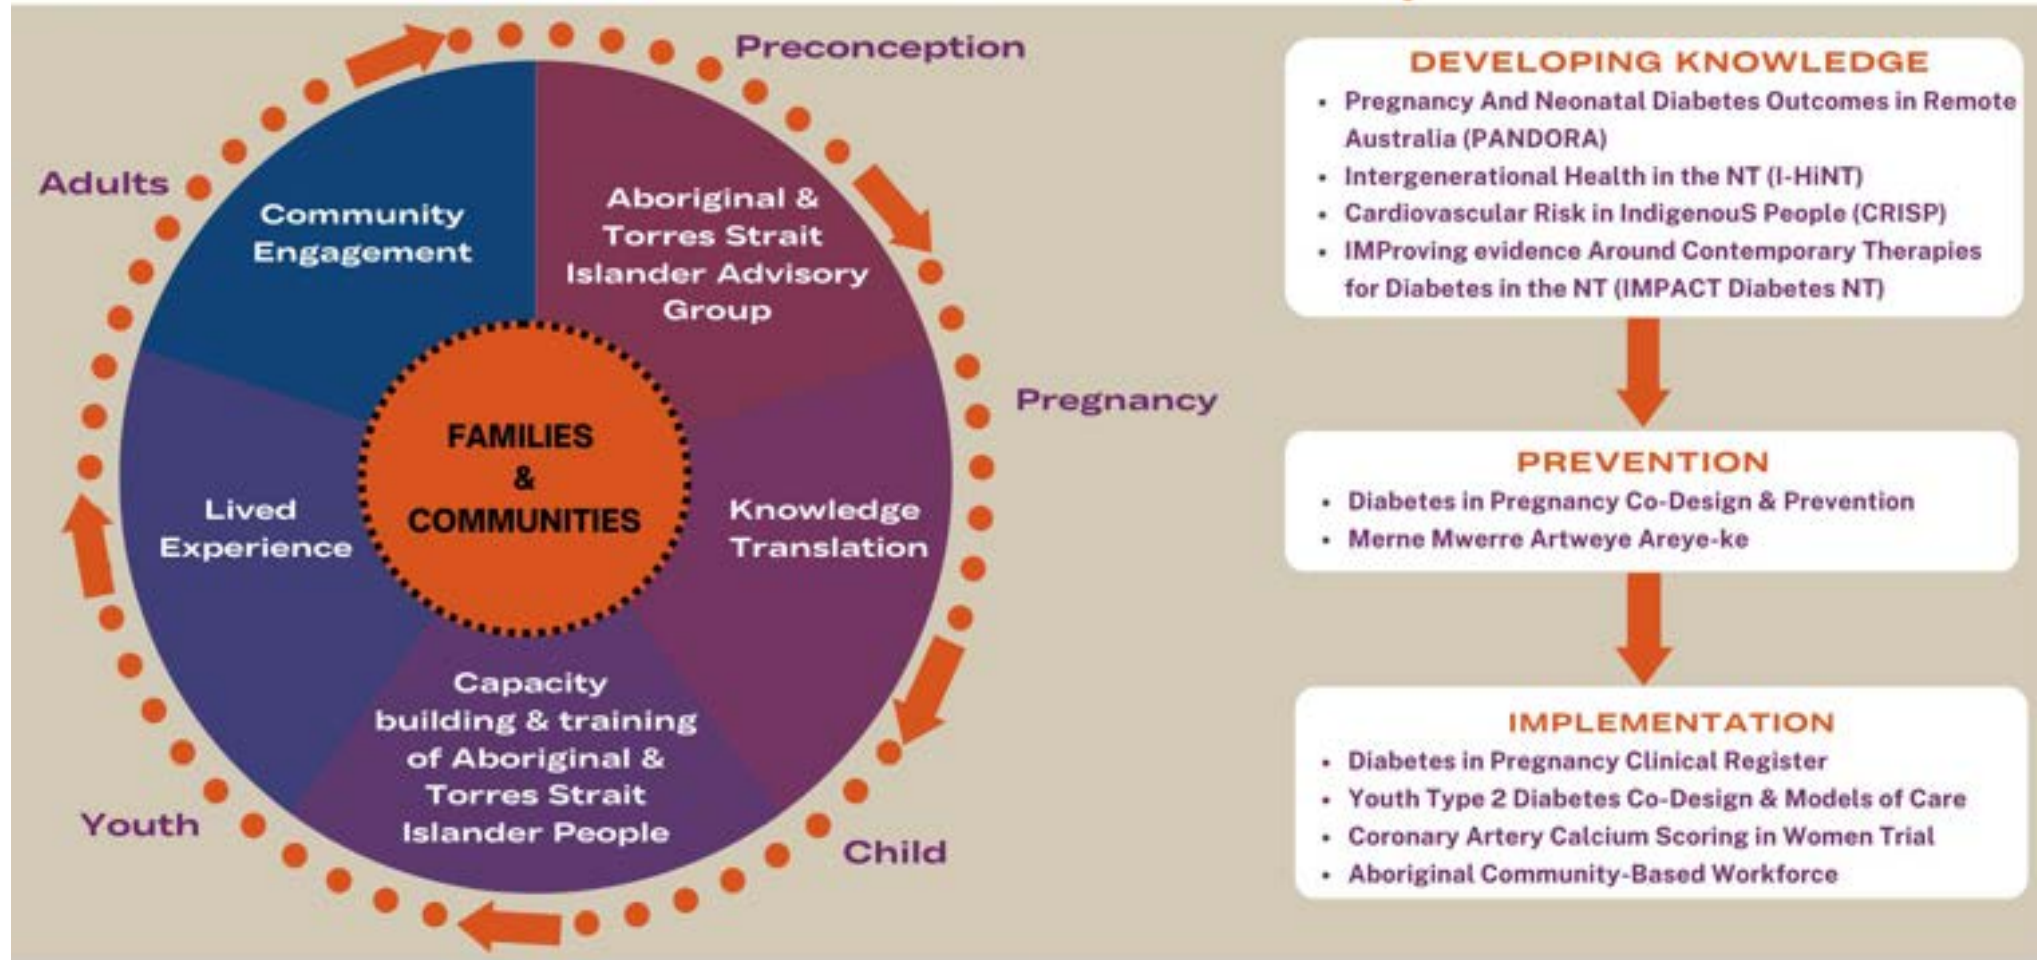 Preconception
Adults
Community
Engagement
Aboriginal &
Torres Strait
Islander Advisory
Group
FAMILIES
&
COMMUNITIES
Pregnancy
Lived
Experience
Knowledge
Translation
Capacity
building & training
of Aboriginal &
Torres Strait
Islander People
Youth
Child
DEVELOPING KNOWLEDGE
• Pregnancy And Neonatal Diabetes Outcomes in Remote
Australia (PANDORA)
• Intergenerational Health in the NT (I-HiNT)
• Cardiovascular Risk in IndigenouS People (CRISP)
• IMProving evidence Around Contemporary Therapies
for Diabetes in the NT (IMPACT Diabetes NT)
PREVENTION
• Diabetes in Pregnancy Co-Design & Prevention
• Merne Mwerre Artweye Areye-ke
IMPLEMENTATION
• Diabetes in Pregnancy Clinical Register
• Youth Type 2 Diabetes Co-Design & Models of Care
• Coronary Artery Calcium Scoring in Women Trial
• Aboriginal Community-Based Workforce